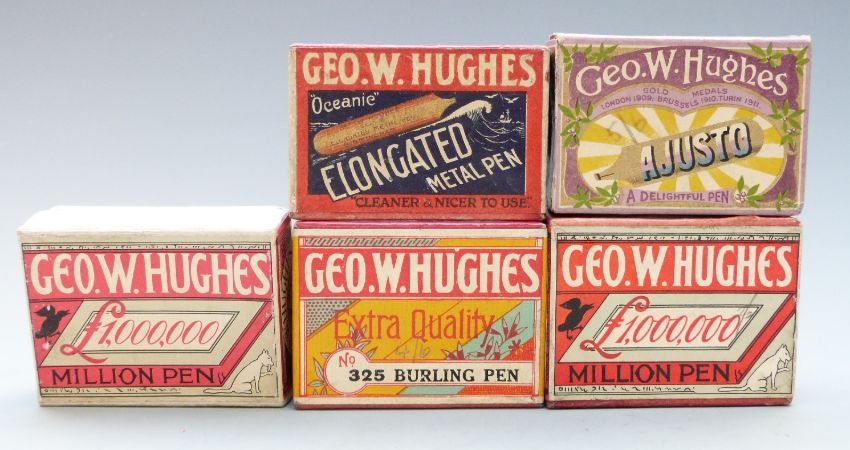 GEO. W. HUGHES
"Oceanic"
ELONGATED
METAL PEN
"CLEANER & NICER TO USE"
Geo. W. Hughes
GOLD MEDALS
LONDON 1909. BRUSSELS 1910. TURIN 1911.
AJUSTO
A DELIGHTFUL PEN
GEO. W. HUGHES
£1,000,000
MILLION PEN
GEO. W. HUGHES
Extra Quality
4/6
No 325 BURLING PEN
GEO. W. HUGHES
£1,000,000
MILLION PEN